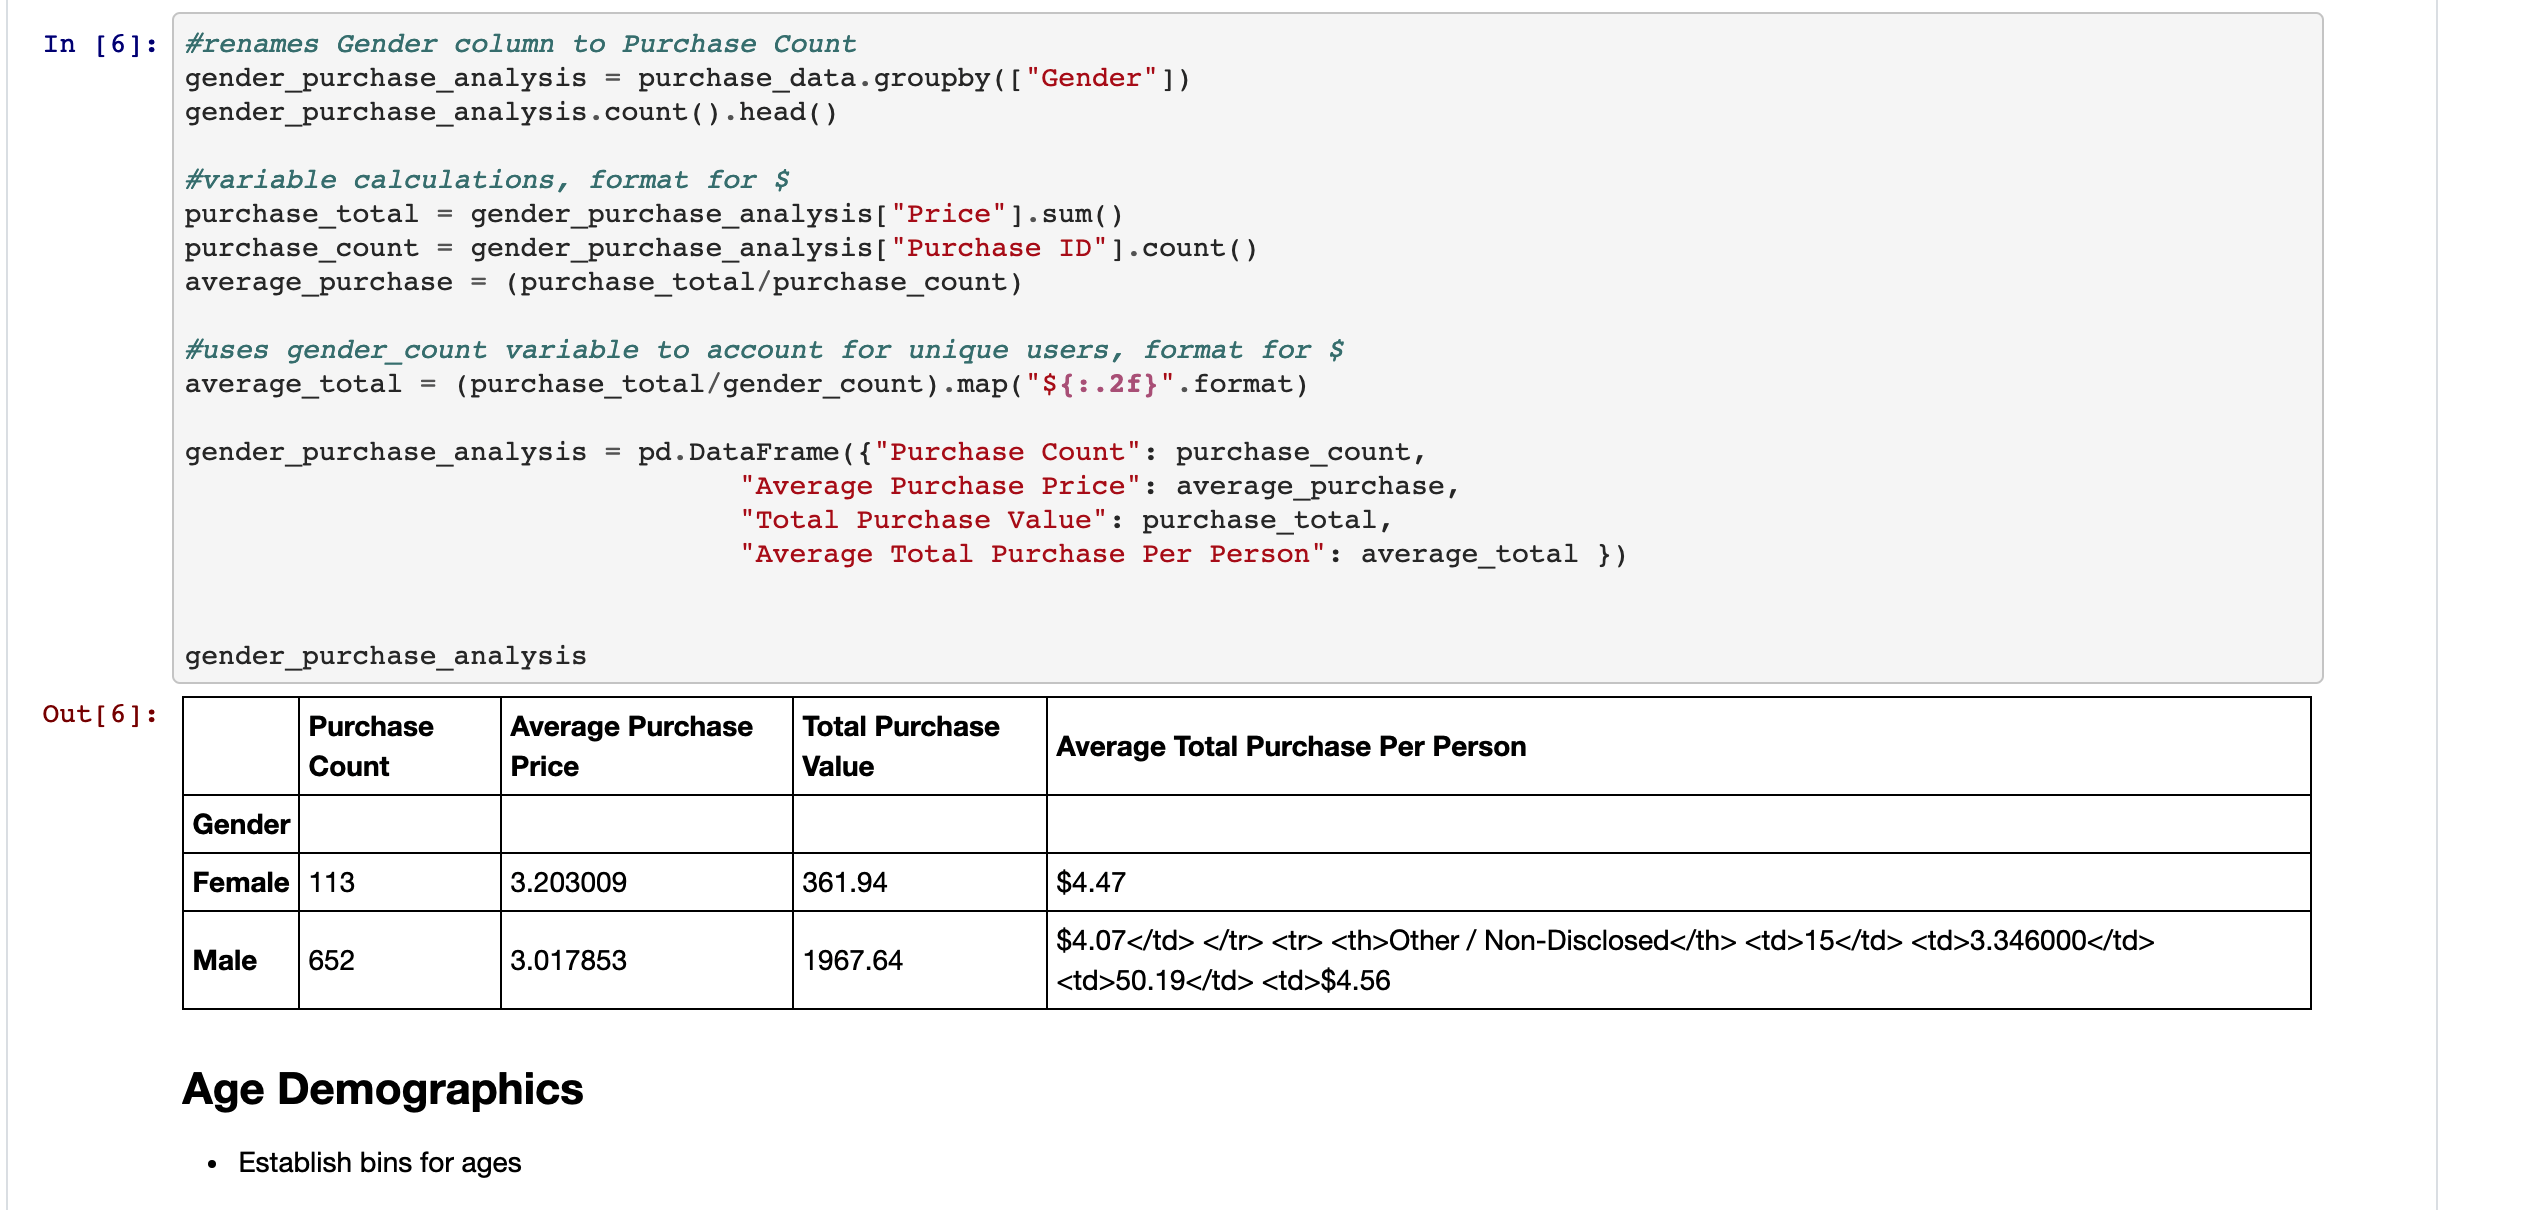 In [6]:
#renames Gender column to Purchase Count
gender_purchase_analysis = purchase_data.groupby(["Gender"])
gender_purchase_analysis.count().head()
#variable calculations, format for $
purchase_total = gender_purchase_analysis["Price"].sum()
purchase_count = gender_purchase_analysis["Purchase ID"].count()
average_purchase = (purchase_total/purchase_count)
#uses gender_count variable to account for unique users, format for $
average_total = (purchase_total/gender_count).map("${:.2f}".format)
gender_purchase_analysis = pd.DataFrame({"Purchase Count": purchase_count,
"Average Purchase Price": average_purchase,
"Total Purchase Value": purchase_total,
"Average Total Purchase Per Person": average_total })
gender_purchase_analysis
Out[6]:
Purchase Count
Average Purchase Price
Total Purchase Value
Average Total Purchase Per Person
Gender
Female 113 3.203009 361.94 $4.47
Male 652 3.017853 1967.64 $4.07</td> </tr> <tr> <th>Other / Non-Disclosed</th> <td>15</td> <td>3.346000</td>
<td>50.19</td> <td>$4.56
Age Demographics
• Establish bins for ages